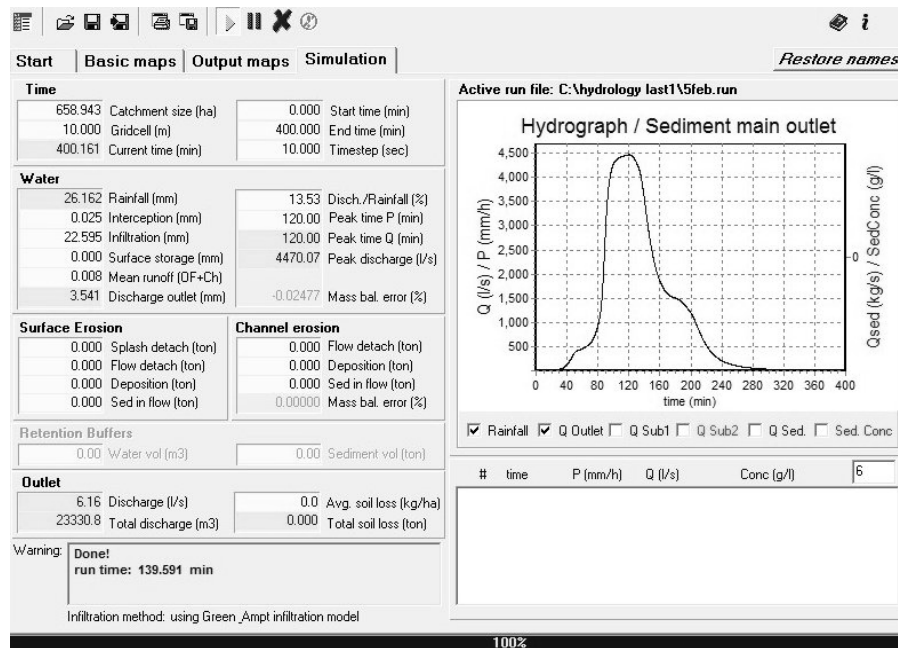 Start Basic maps Output maps Simulation Restore names
Time
658.943 Catchment size (ha) 0.000 Start time (min)
10.000 Gridcell (m) 400.000 End time (min)
400.161 Current time (min) 10.000 Timestep (sec)
Water
26.162 Rainfall (mm) 13.53 Disch./Rainfall (%)
0.025 Interception (mm) 120.00 Peak time P (min)
22.595 Infiltration (mm) 120.00 Peak time Q (min)
0.000 Surface storage (mm) 4470.07 Peak discharge (l/s)
0.008 Mean runoff (OF+Ch)
3.541 Discharge outlet (mm) -0.02477 Mass bal. error (%)
Surface Erosion Channel erosion
0.000 Splash detach (ton) 0.000 Flow detach (ton)
0.000 Flow detach (ton) 0.000 Deposition (ton)
0.000 Deposition (ton) 0.000 Sed in flow (ton)
0.000 Sed in flow (ton) 0.00000 Mass bal. error (%)
Retention Buffers
0.00 Water vol (m3) 0.00 Sediment vol (ton)
Outlet
6.16 Discharge (l/s) 0.0 Avg. soil loss (kg/ha)
23330.8 Total discharge (m3) 0.000 Total soil loss (ton)
Warning: Done!
run time: 139.591 min
Infiltration method: using Green_Ampt infiltration model
Active run file: C:\hydrology last1\5feb.run
Hydrograph / Sediment main outlet
Q (l/s) / P (mm/h)
4,500
4,000
3,500
3,000
2,500
2,000
1,500
1,000
500
0
Qsed (kg/s) / SedConc (g/l)
0 40 80 120 160 200 240 280 320 360 400
time (min)
Rainfall Q Outlet Q Sub1 Q Sub2 Q Sed. Sed. Conc
# time P (mm/h) Q (l/s) Conc (g/l) 6
100%